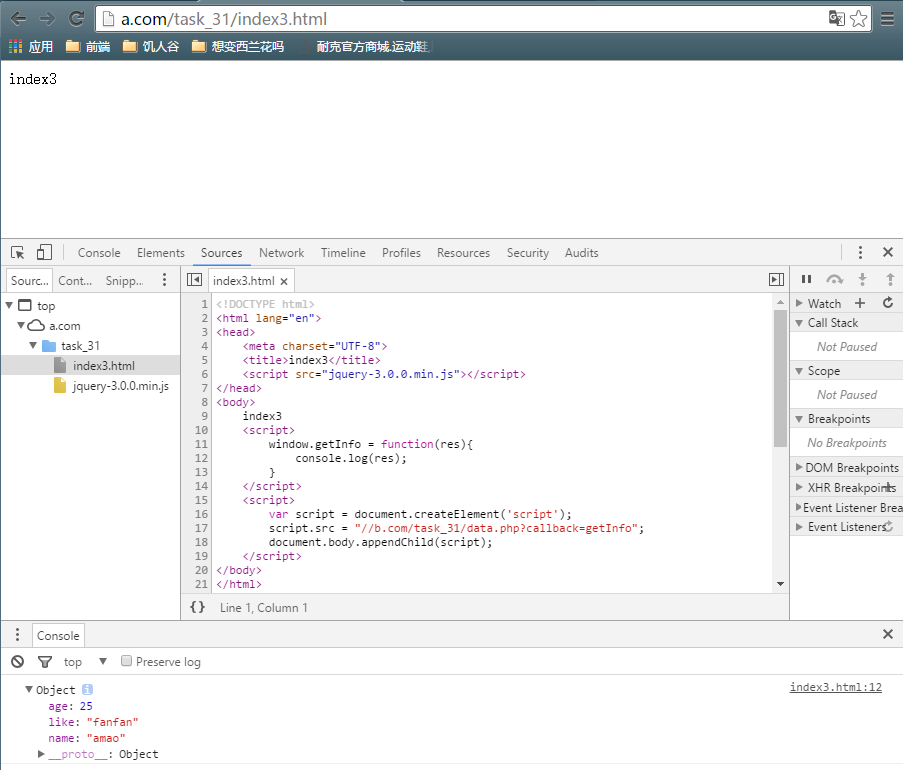 a.com/task_31/index3.html
应用 前端 饥人谷 想变西兰花吗 耐克官方商城.运动鞋
index3
Console Elements Sources Network Timeline Profiles Resources Security Audits
Sourc... Cont... Snipp... index3.html
top
a.com
task_31
index3.html
jquery-3.0.0.min.js
1 <!DOCTYPE html>
2 <html lang="en">
3 <head>
4     <meta charset="UTF-8">
5     <title>index3</title>
6     <script src="jquery-3.0.0.min.js"></script>
7 </head>
8 <body>
9     index3
10     <script>
11         window.getInfo = function(res){
12             console.log(res);
13         }
14     </script>
15     <script>
16         var script = document.createElement('script');
17         script.src = "//b.com/task_31/data.php?callback=getInfo";
18         document.body.appendChild(script);
19     </script>
20 </body>
21 </html>
{} Line 1, Column 1
Watch
Call Stack
Not Paused
Scope
Not Paused
Breakpoints
No Breakpoints
DOM Breakpoints
XHR Breakpoints
Event Listener Brea
Event Listeners
Console
top Preserve log
Object index3.html:12
age: 25
like: "fanfan"
name: "amao"
__proto__: Object